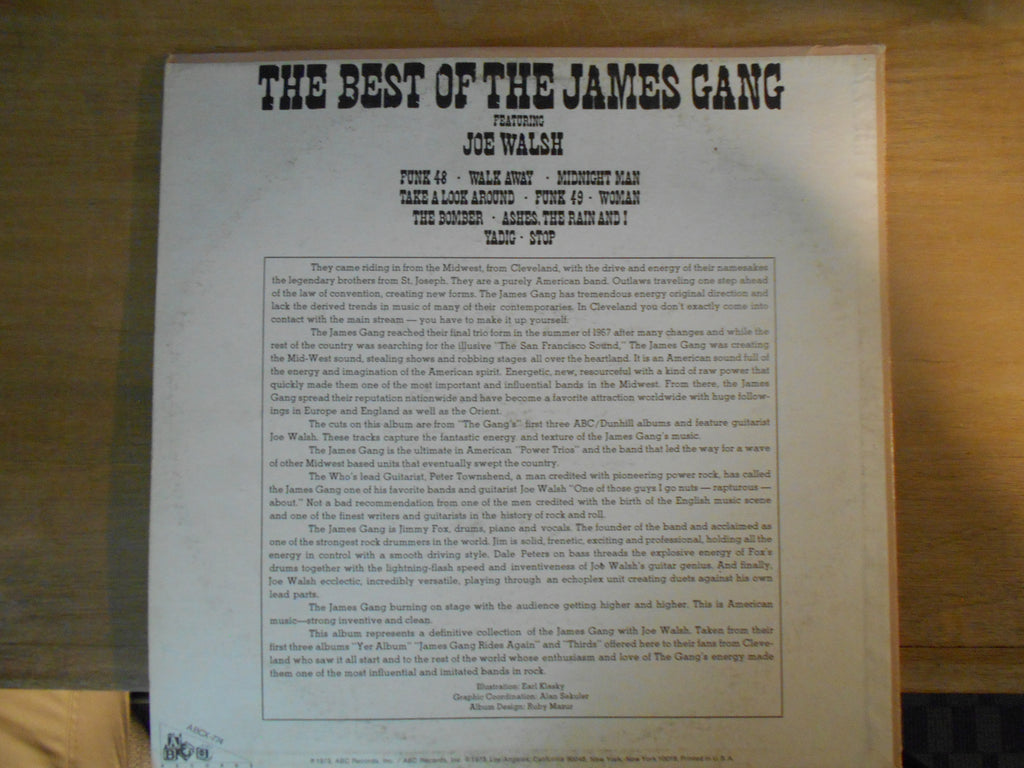 THE BEST OF THE JAMES GANG
FEATURING
JOE WALSH
FUNK 48 · WALK AWAY · MIDNIGHT MAN
TAKE A LOOK AROUND · FUNK 49 · WOMAN
THE BOMBER · ASHES, THE RAIN AND I
YADIG · STOP
They came riding in from the Midwest, from Cleveland, with the drive and energy of their namesakes
the legendary brothers from St. Joseph. They are a purely American band. Outlaws traveling one step ahead
of the law of convention, creating new forms. The James Gang has tremendous energy original direction and
lack the derived trends in music of many of their contemporaries. In Cleveland you don't exactly come into
contact with the main stream — you have to make it up yourself.
The James Gang reached their final trio form in the summer of 1967 after many changes and while the
rest of the country was searching for the illusive "The San Francisco Sound," The James Gang was creating
the Mid-West sound, stealing shows and robbing stages all over the heartland. It is an American sound full of
the energy and imagination of the American spirit. Energetic, new, resourceful with a kind of raw power that
quickly made them one of the most important and influential bands in the Midwest. From there, the James
Gang spread their reputation nationwide and have become a favorite attraction worldwide with huge follow-
ings in Europe and England as well as the Orient.
The cuts on this album are from "The Gang's" first three ABC/Dunhill albums and feature guitarist
Joe Walsh. These tracks capture the fantastic energy and texture of the James Gang's music.
The James Gang is the ultimate in American "Power Trios" and the band that led the way for a wave
of other Midwest based units that eventually swept the country.
The Who's lead Guitarist, Peter Townshend, a man credited with pioneering power rock, has called
the James Gang one of his favorite bands and guitarist Joe Walsh "One of those guys I go nuts — rapturous —
about." Not a bad recommendation from one of the men credited with the birth of the English music scene
and one of the finest writers and guitarists in the history of rock and roll.
The James Gang is Jimmy Fox, drums, piano and vocals. The founder of the band and acclaimed as
one of the strongest rock drummers in the world. Jim is solid, frenetic, exciting and professional, holding all the
energy in control with a smooth driving style. Dale Peters on bass threads the explosive energy of Fox's
drums together with the lightning-flash speed and inventiveness of Joe Walsh's guitar genius. And finally,
Joe Walsh ecclectic, incredibly versatile, playing through an echoplex unit creating duets against his own
lead parts.
The James Gang burning on stage with the audience getting higher and higher. This is American
music—strong inventive and clean.
This album represents a definitive collection of the James Gang with Joe Walsh. Taken from their
first three albums "Yer Album" "James Gang Rides Again" and "Thirds" offered here to their fans from Cleve-
land who saw it all start and to the rest of the world whose enthusiasm and love of The Gang's energy made
them one of the most influential and imitated bands in rock.
Illustration: Earl Klasky
Graphic Coordination: Alan Sekuler
Album Design: Ruby Mazur
ABCX-774
℗ 1973, ABC Records, Inc. / ABC Records, Inc. © 1973, Los Angeles, California 90048, New York, New York 10019, Printed in U.S.A.